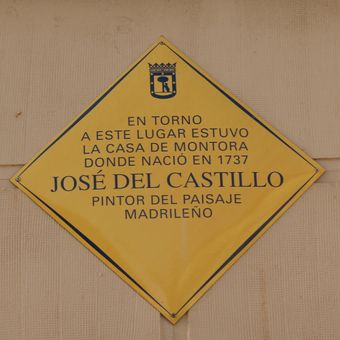 EN TORNO
A ESTE LUGAR ESTUVO
LA CASA DE MONTORA
DONDE NACIÓ EN 1737
JOSÉ DEL CASTILLO
PINTOR DEL PAISAJE
MADRILEÑO